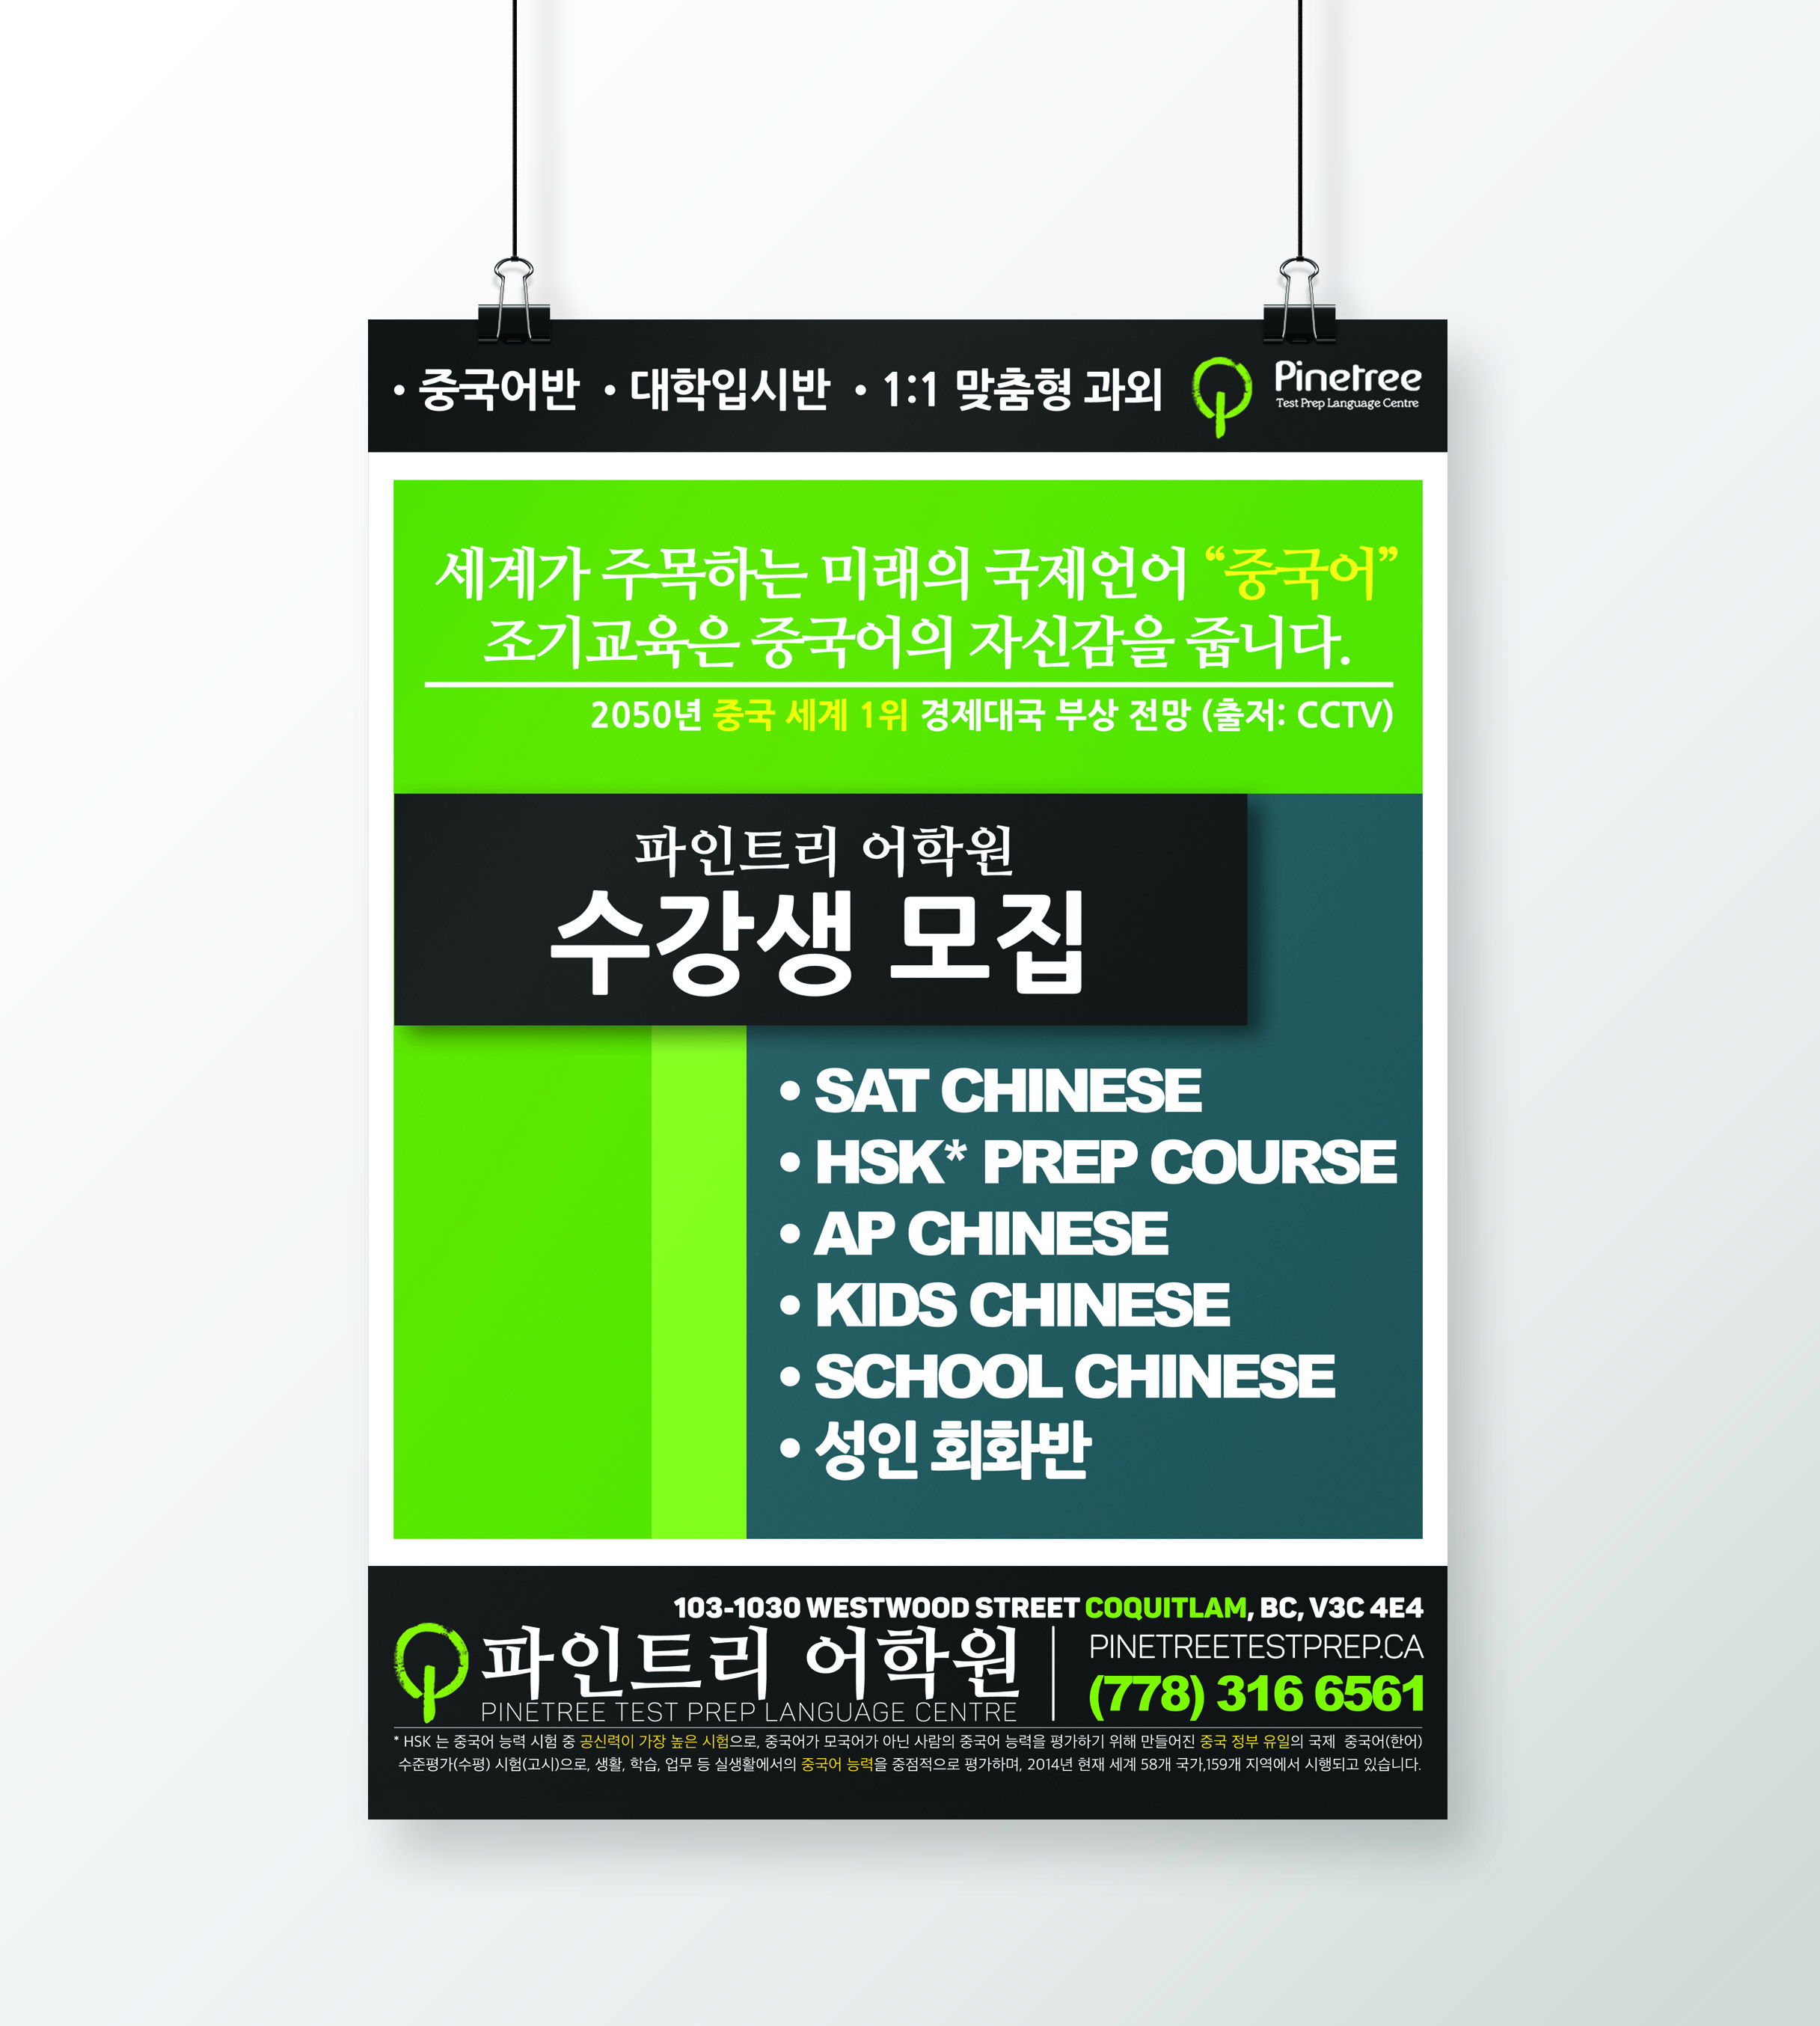 • 중국어반 • 대학입시반 • 1:1 맞춤형 과외
Pinetree
Test Prep Language Centre
세계가 주목하는 미래의 국제언어 “중국어”
조기교육은 중국어의 자신감을 줍니다.
2050년 중국 세계 1위 경제대국 부상 전망 (출저: CCTV)
파인트리 어학원
수강생 모집
• SAT CHINESE
• HSK* PREP COURSE
• AP CHINESE
• KIDS CHINESE
• SCHOOL CHINESE
• 성인 회화반
103-1030 WESTWOOD STREET COQUITLAM, BC, V3C 4E4
파인트리 어학원
PINETREE TEST PREP LANGUAGE CENTRE
PINETREETESTPREP.CA
(778) 316 6561
* HSK 는 중국어 능력 시험 중 공신력이 가장 높은 시험으로, 중국어가 모국어가 아닌 사람의 중국어 능력을 평가하기 위해 만들어진 중국 정부 유일의 국제 중국어(한어)
수준평가(수평) 시험(고시)으로, 생활, 학습, 업무 등 실생활에서의 중국어 능력을 중점적으로 평가하며, 2014년 현재 세계 58개 국가,159개 지역에서 시행되고 있습니다.